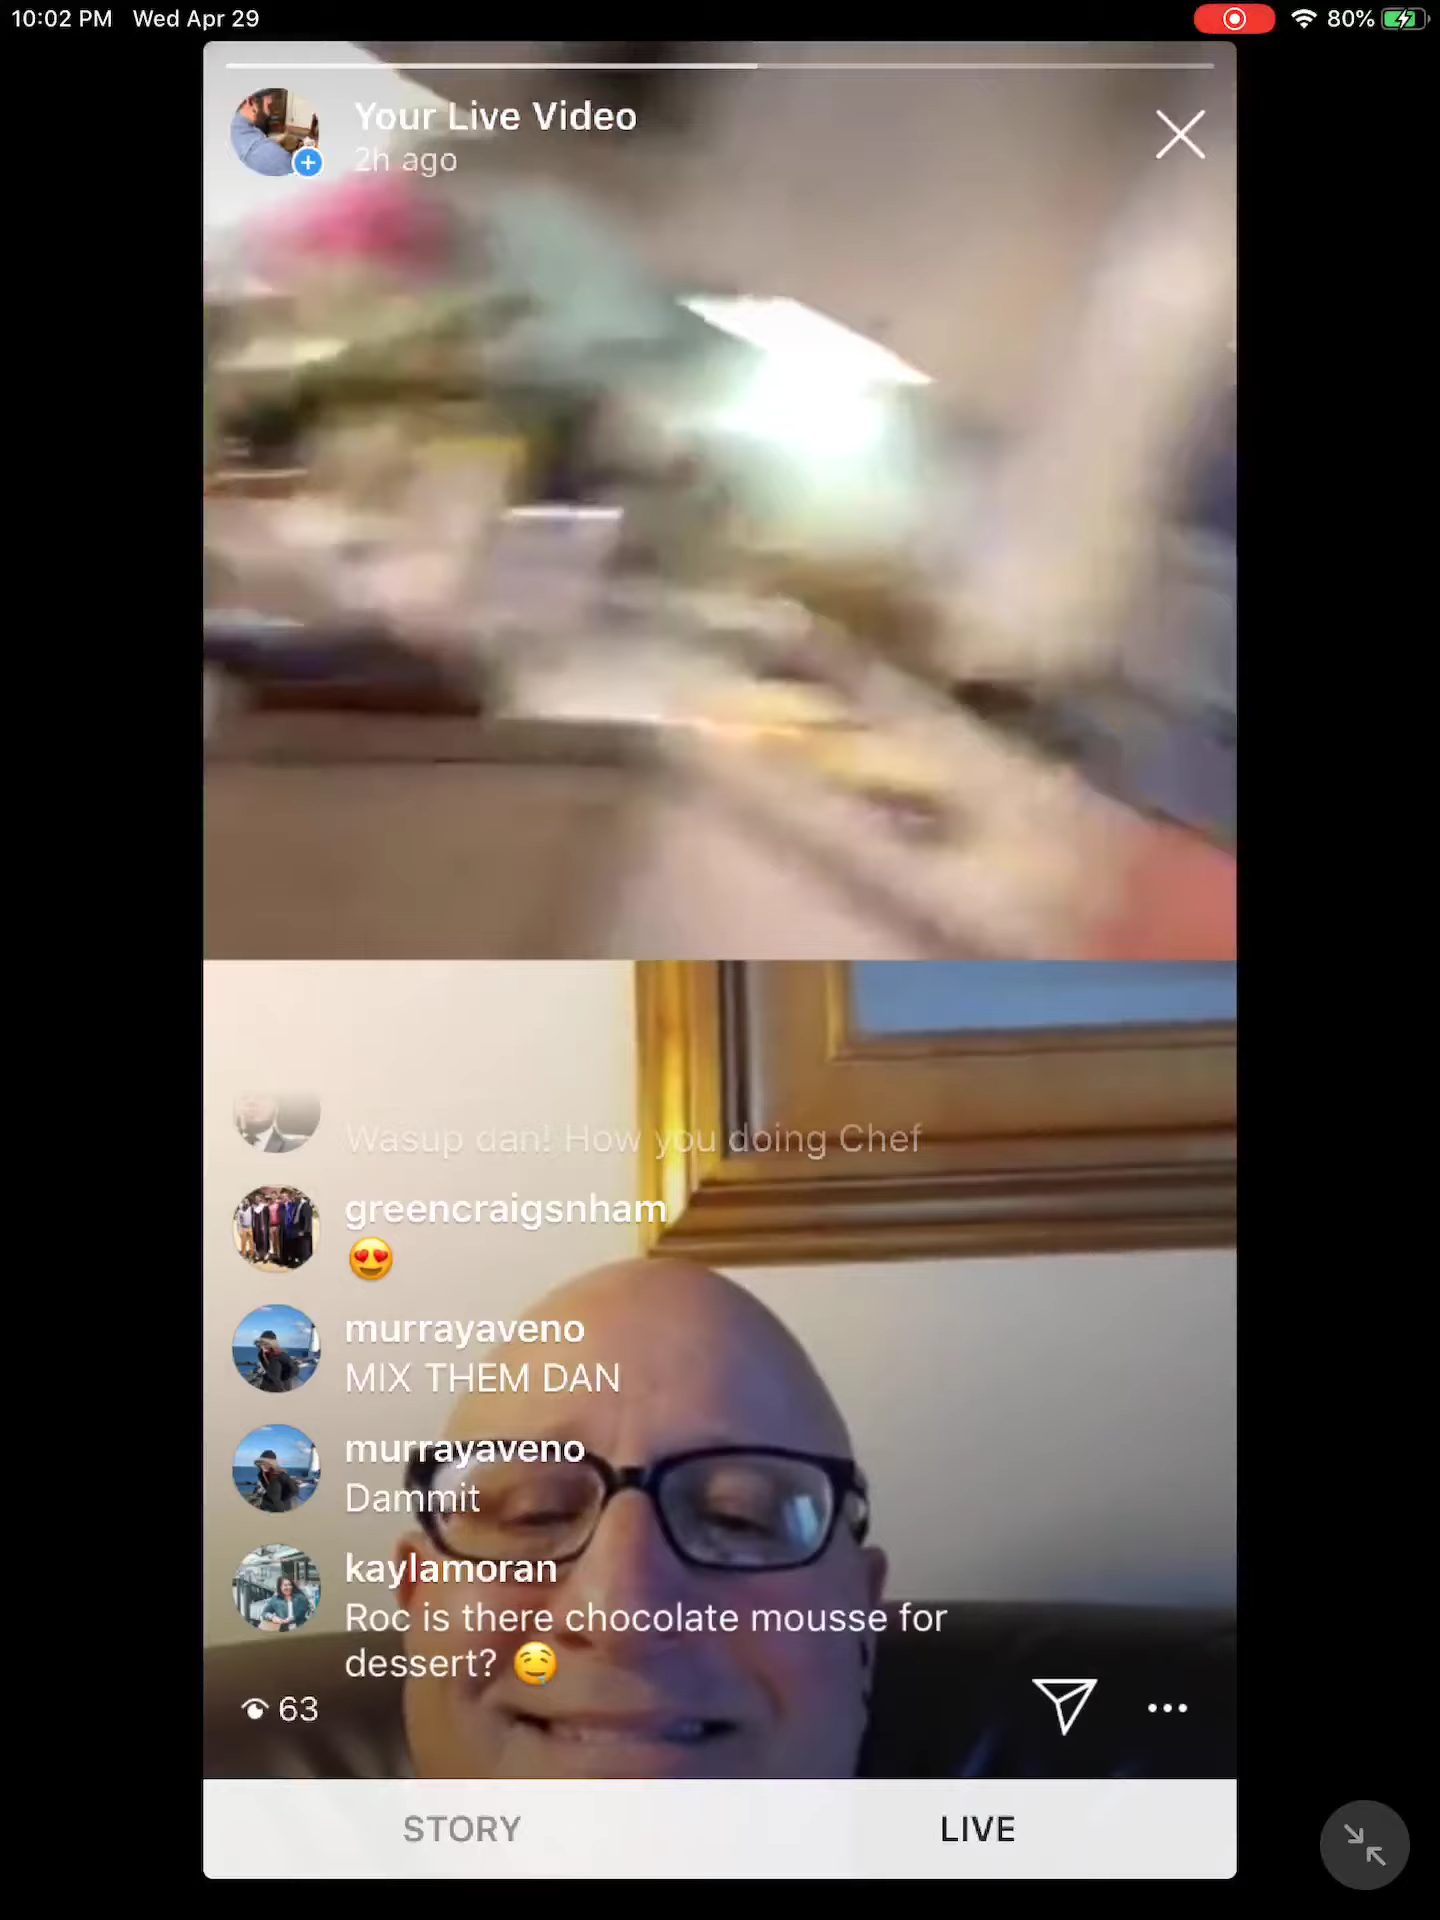 10:02 PM Wed Apr 29
80%
Your Live Video
2h ago
Wasup dan! How you doing Chef
greencraigsnham
😍
murrayaveno
MIX THEM DAN
murrayaveno
Dammit
kaylamoran
Roc is there chocolate mousse for
dessert? 🤤
63
STORY
LIVE